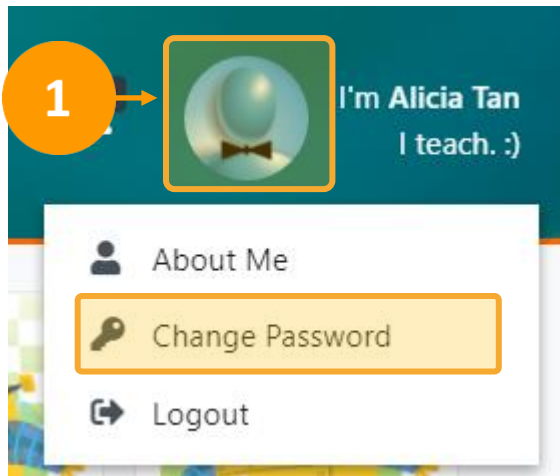 1
I'm Alicia Tan
I teach. :)
About Me
Change Password
Logout